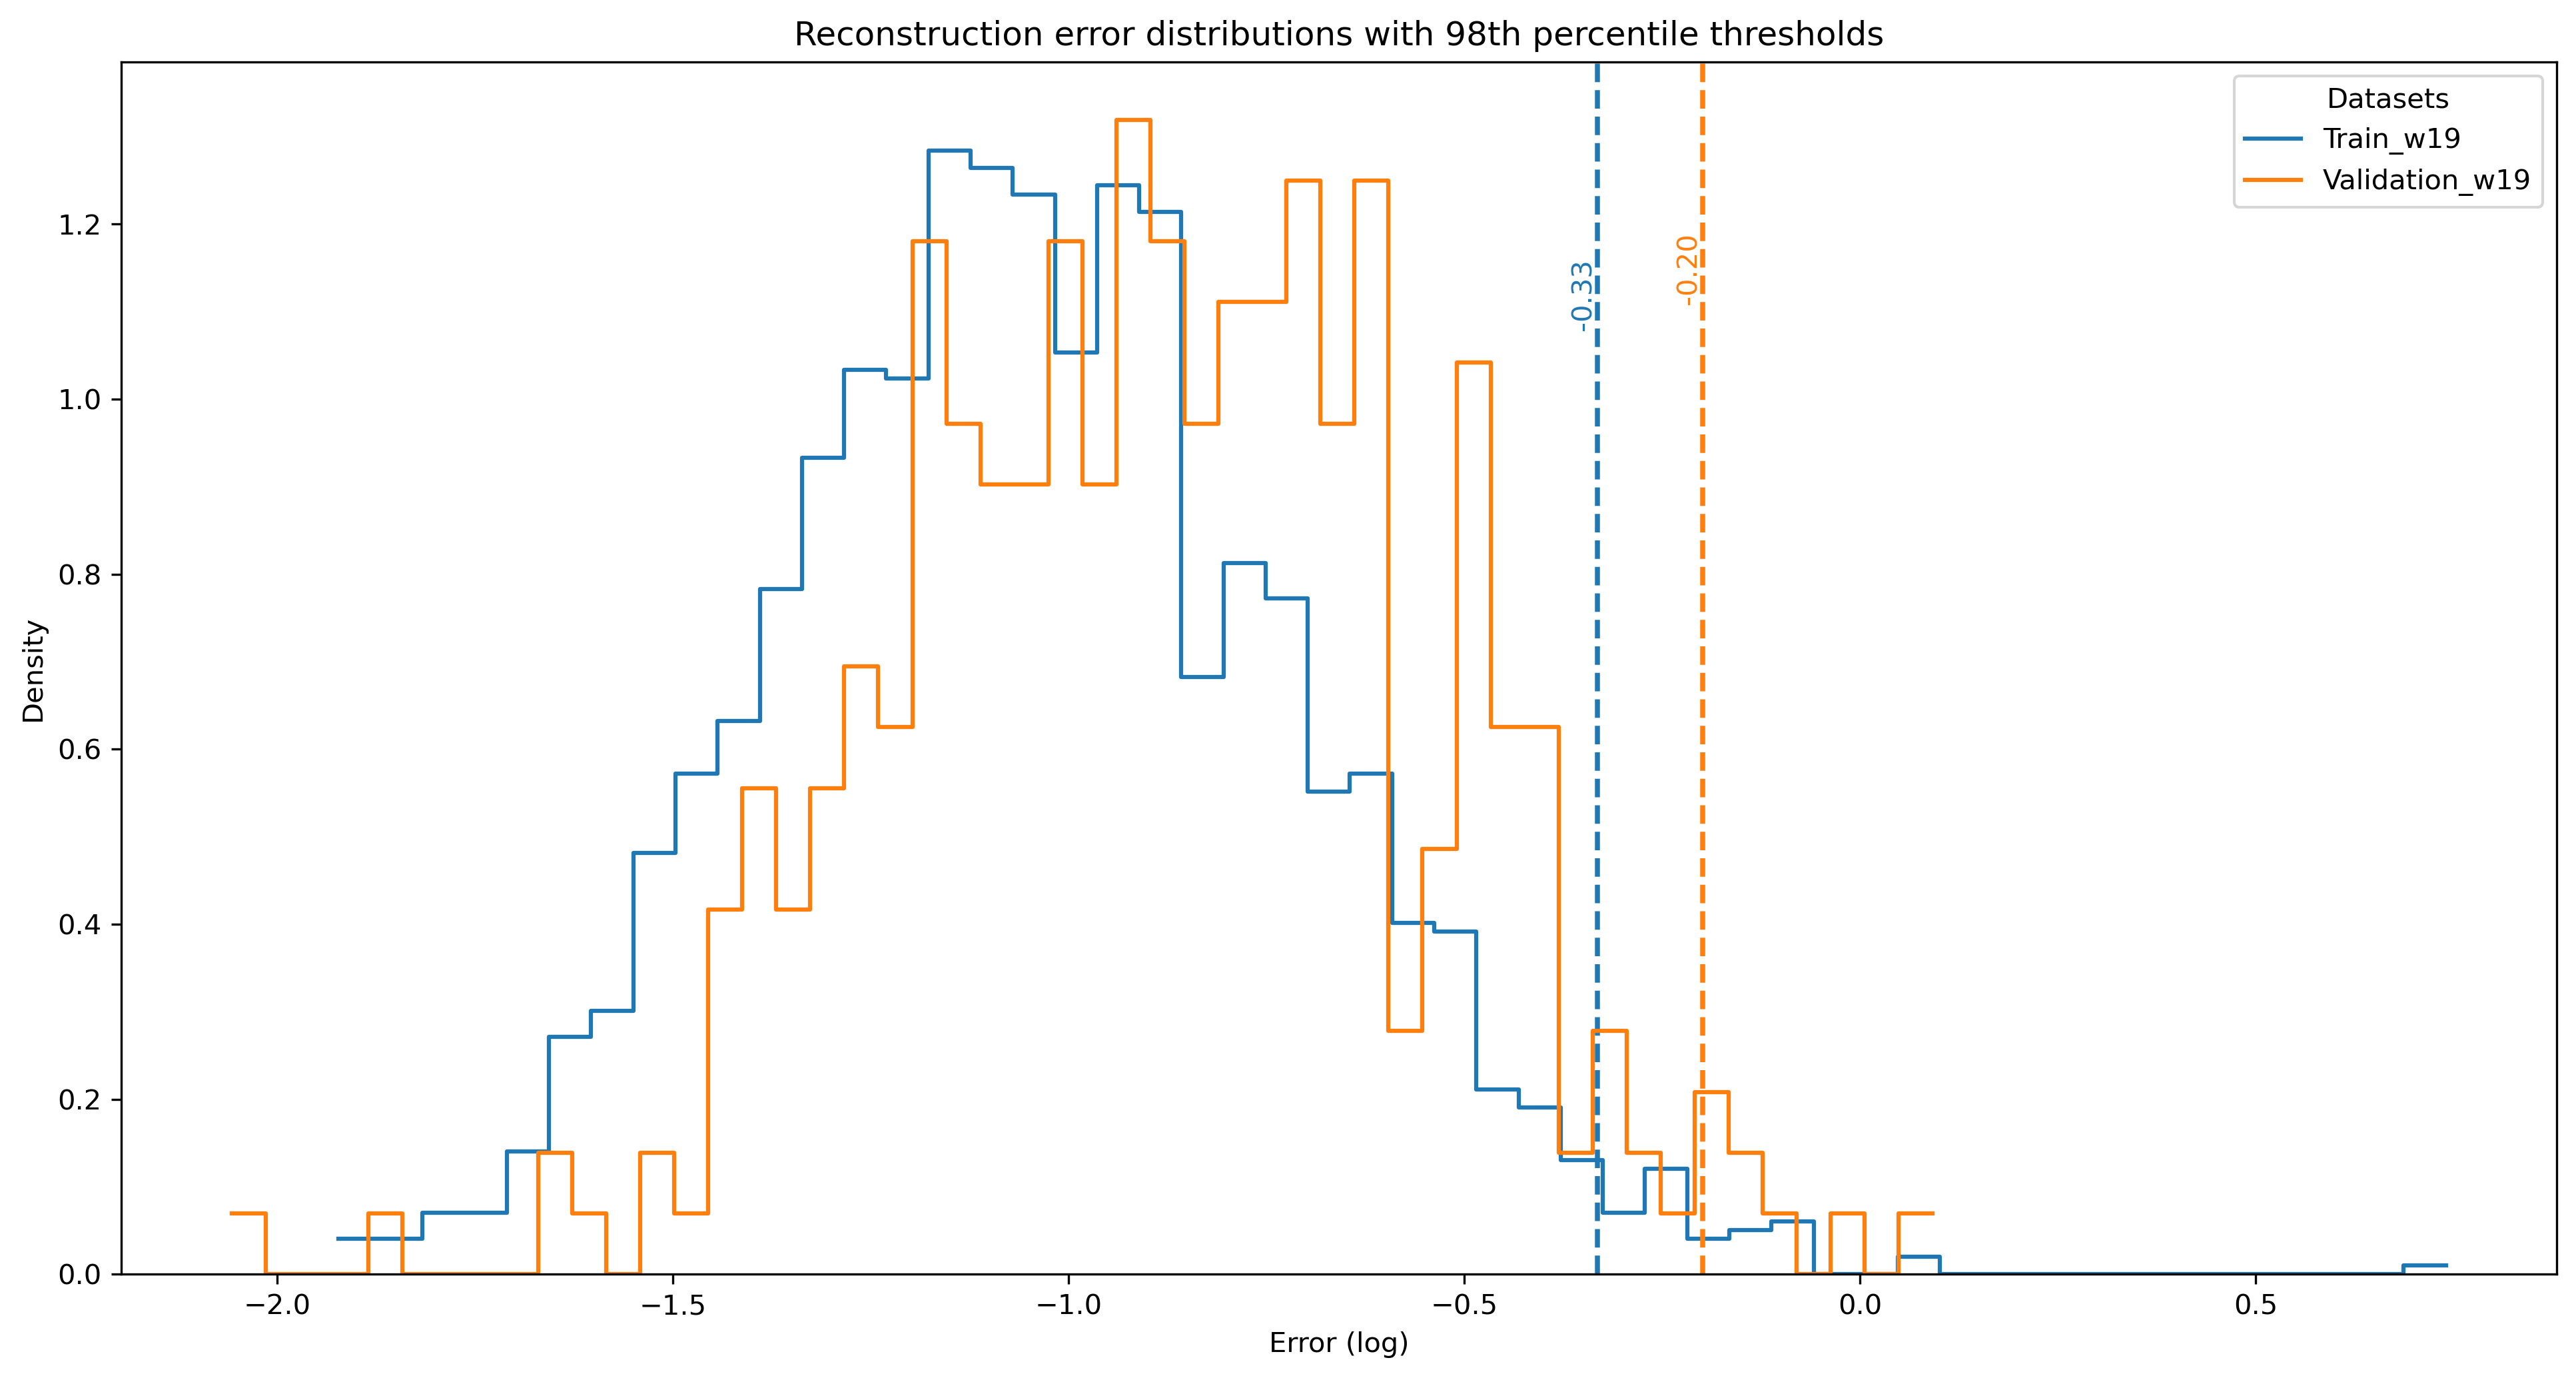 Reconstruction error distributions with 98th percentile thresholds
Datasets
Train_w19
Validation_w19
-0.33
-0.20
Density
1.2
1.0
0.8
0.6
0.4
0.2
0.0
−2.0 −1.5 −1.0 −0.5 0.0 0.5
Error (log)